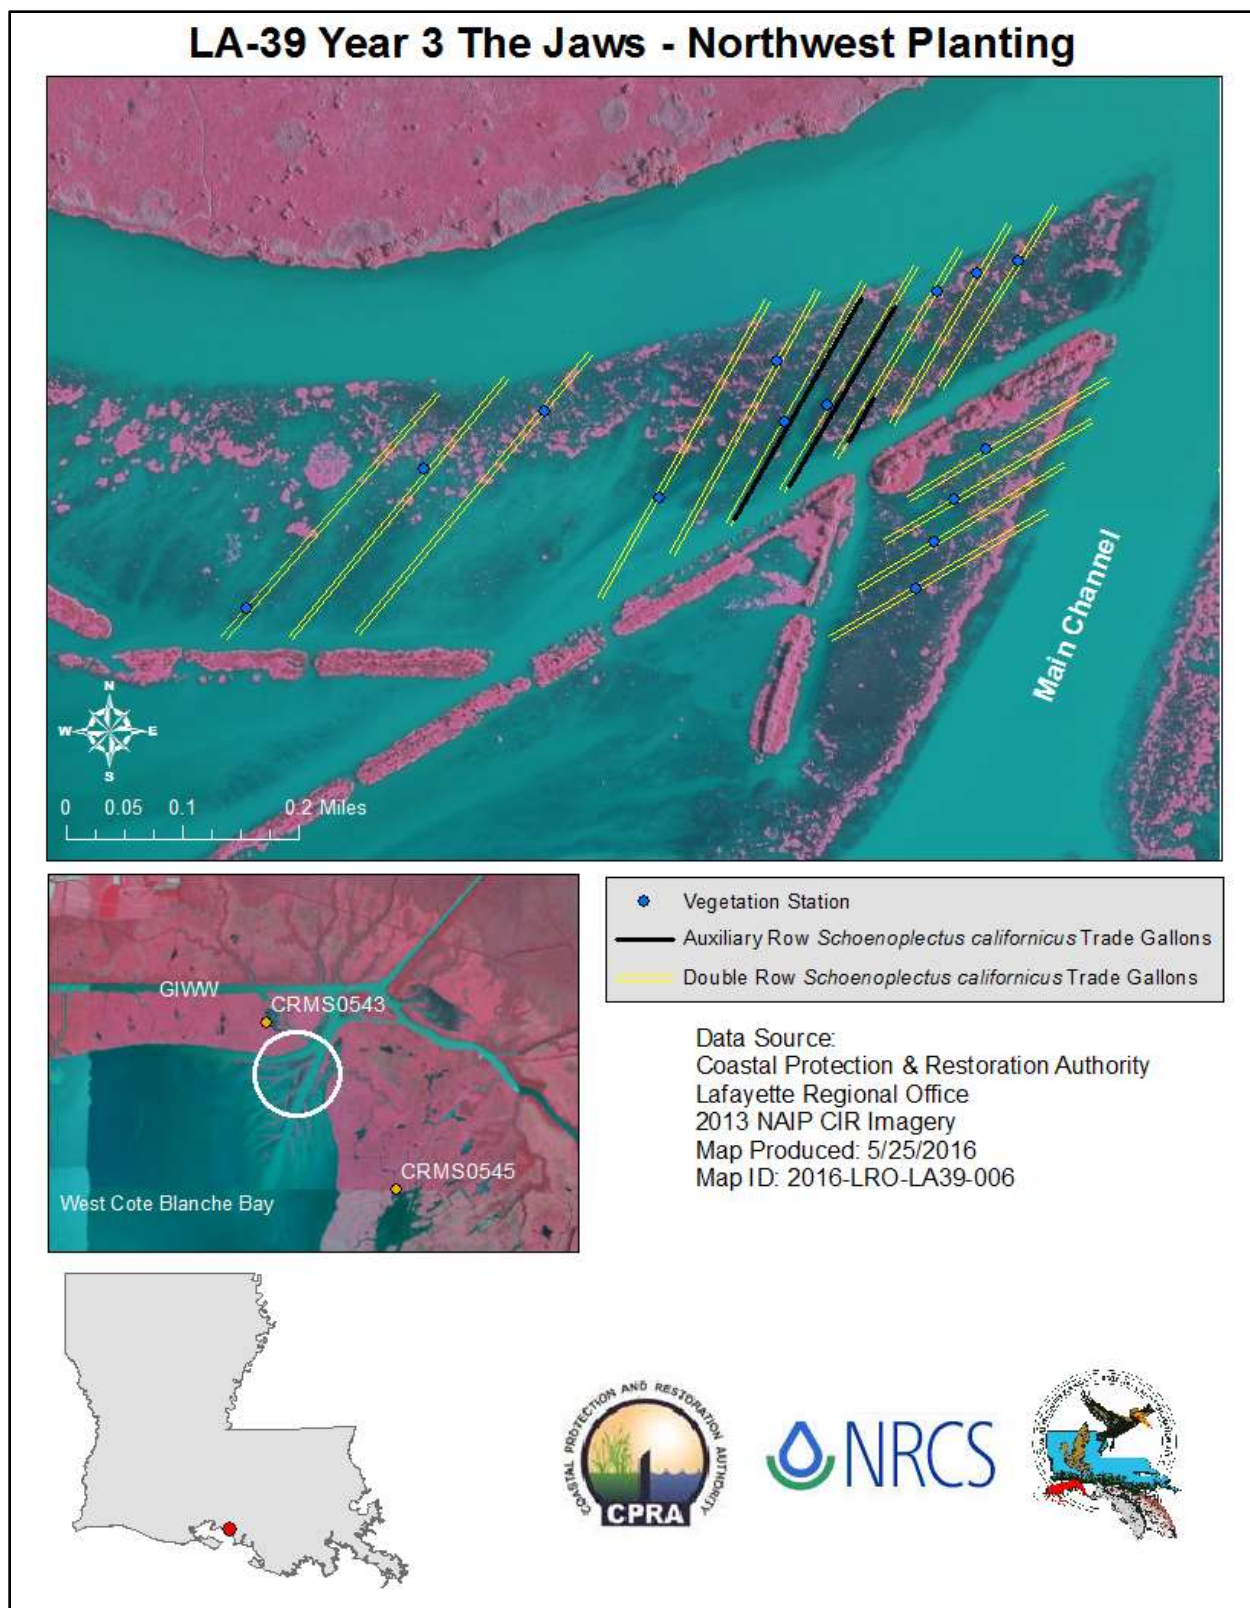 LA-39 Year 3 The Jaws - Northwest Planting
Main Channel
N
W E
S
0 0.05 0.1 0.2 Miles
GIWW
CRMS0543
CRMS0545
West Cote Blanche Bay
Vegetation Station
Auxiliary Row Schoenoplectus californicus Trade Gallons
Double Row Schoenoplectus californicus Trade Gallons
Data Source:
Coastal Protection & Restoration Authority
Lafayette Regional Office
2013 NAIP CIR Imagery
Map Produced: 5/25/2016
Map ID: 2016-LRO-LA39-006
COASTAL PROTECTION AND RESTORATION AUTHORITY
CPRA
NRCS